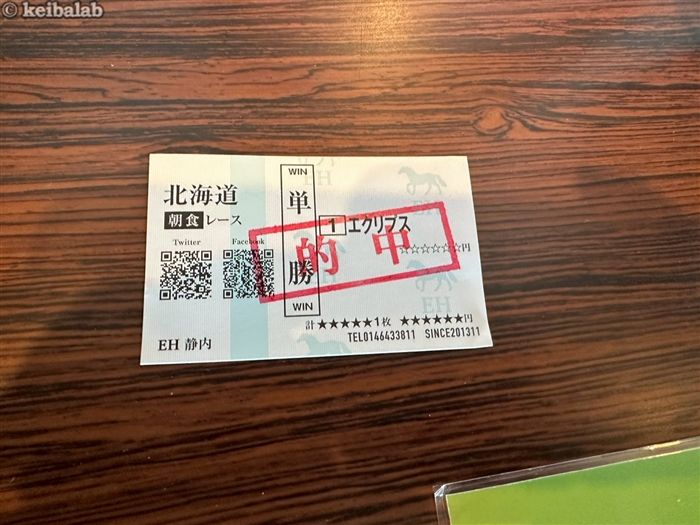 © keibalab
北海道
朝食 レース
Twitter
Facebook
EH 静内
WIN
単
勝
WIN
1 エクリプス
的中
☆☆☆☆☆☆円
計★★★★★1枚 ★★★★★★円
TEL0146433811 SINCE201311
EH
EH